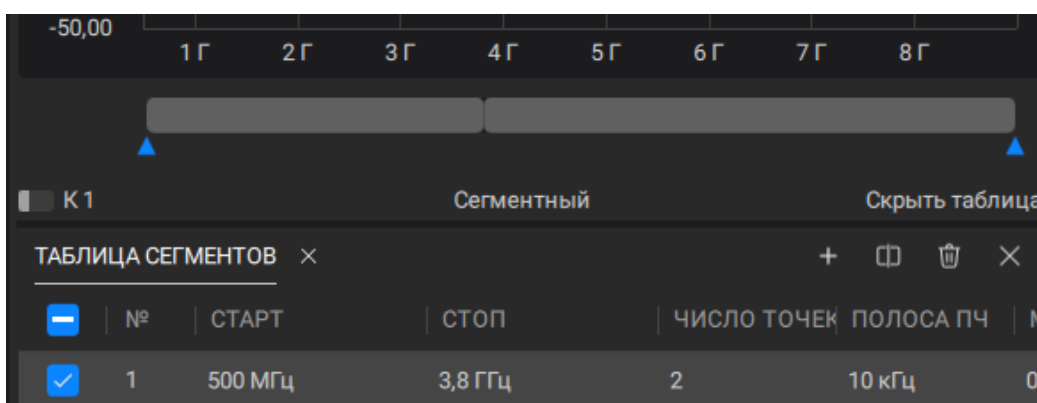 -50,00
1 Г 2 Г 3 Г 4 Г 5 Г 6 Г 7 Г 8 Г
К 1 Сегментный Скрыть таблица
ТАБЛИЦА СЕГМЕНТОВ
№ СТАРТ СТОП ЧИСЛО ТОЧЕК ПОЛОСА ПЧ
1 500 МГц 3,8 ГГц 2 10 кГц 0